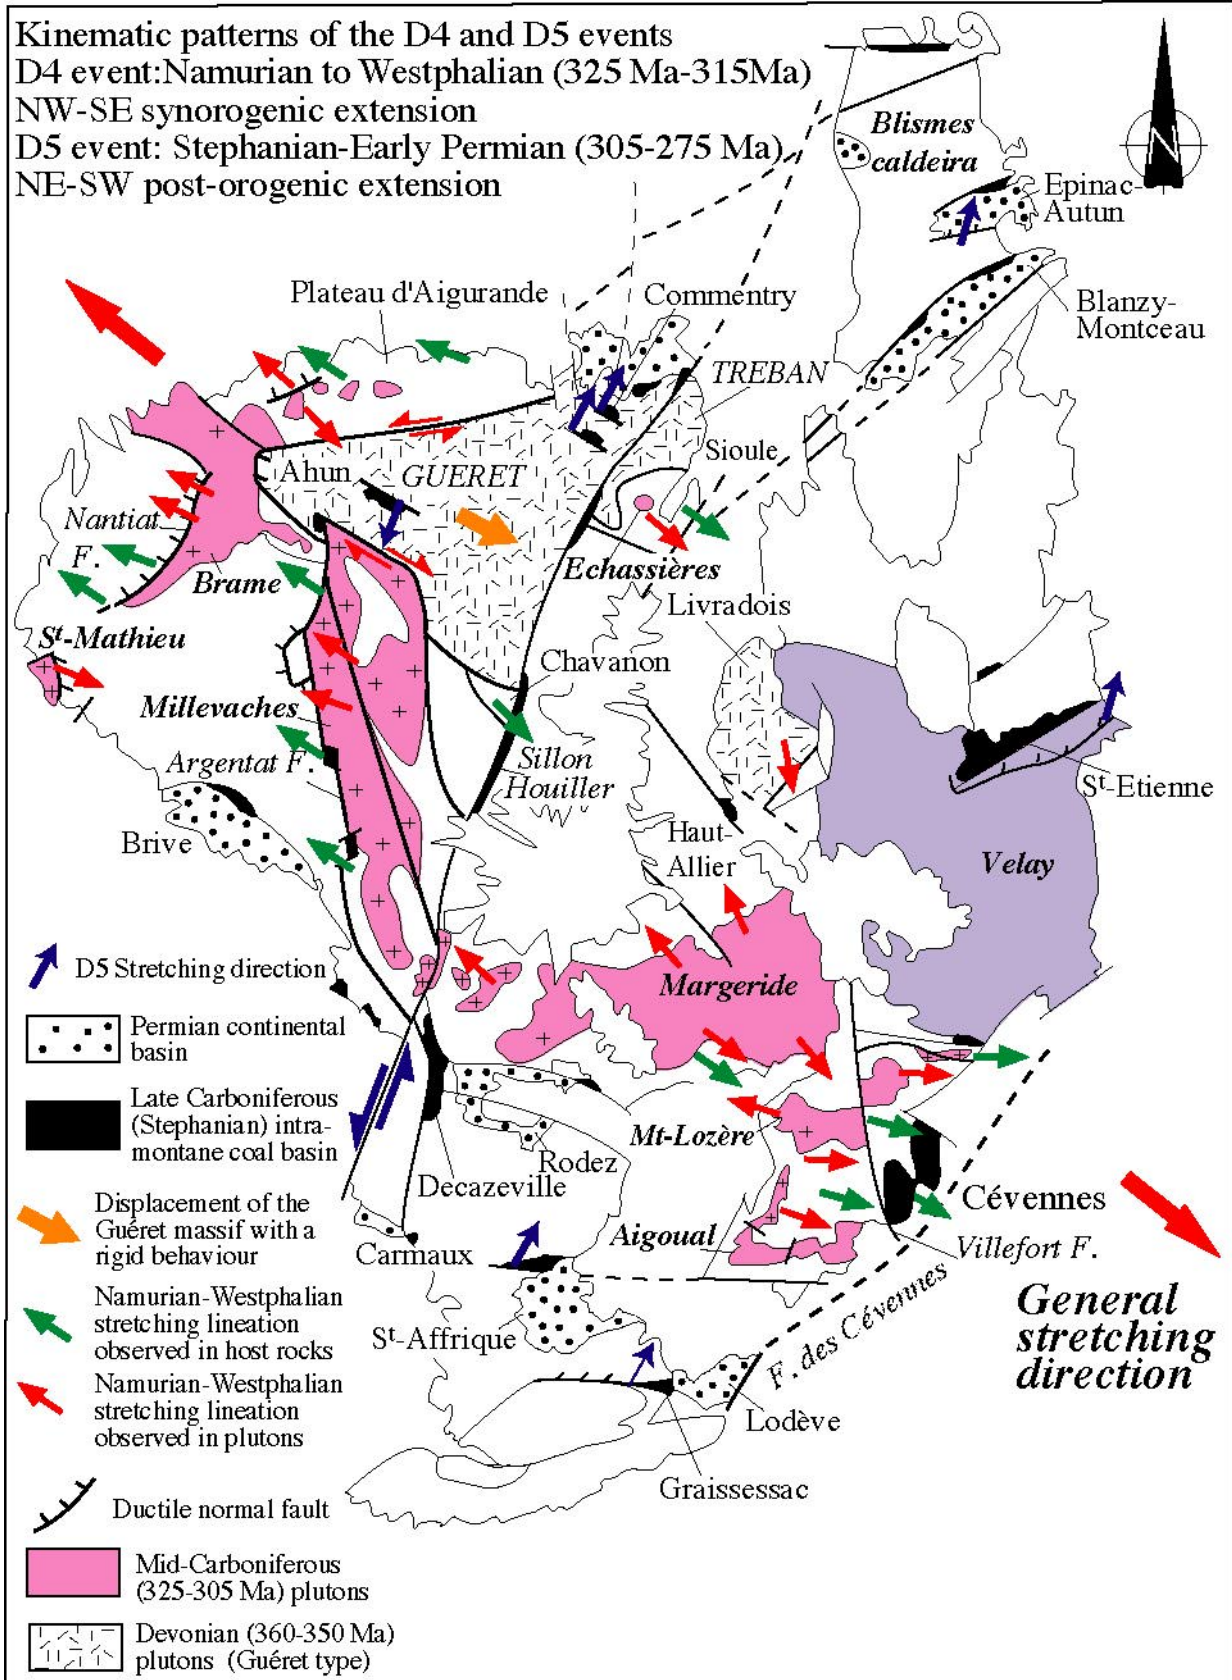 Kinematic patterns of the D4 and D5 events
D4 event:Namurian to Westphalian (325 Ma-315Ma)
NW-SE synorogenic extension
D5 event: Stephanian-Early Permian (305-275 Ma)
NE-SW post-orogenic extension
N
Blismes
caldeira
Epinac-
Autun
Blanzy-
Montceau
Plateau d'Aigurande
Commentry
TREBAN
Sioule
Ahun
GUERET
Nantiat
F.
Brame
Echassières
Livradois
St-Mathieu
Chavanon
Millevaches
Argentat F.
Sillon
Houiller
St-Etienne
Brive
Haut-
Allier
Velay
Margeride
D5 Stretching direction
Permian continental
basin
Late Carboniferous
(Stephanian) intra-
montane coal basin
Mt-Lozère
Rodez
Decazeville
Cévennes
Displacement of the
Guéret massif with a
rigid behaviour
Carmaux
Aigoual
Villefort F.
Namurian-Westphalian
stretching lineation
observed in host rocks
St-Affrique
F. des Cévennes
General
stretching
direction
Namurian-Westphalian
stretching lineation
observed in plutons
Lodève
Graissessac
Ductile normal fault
Mid-Carboniferous
(325-305 Ma) plutons
Devonian (360-350 Ma)
plutons (Guéret type)